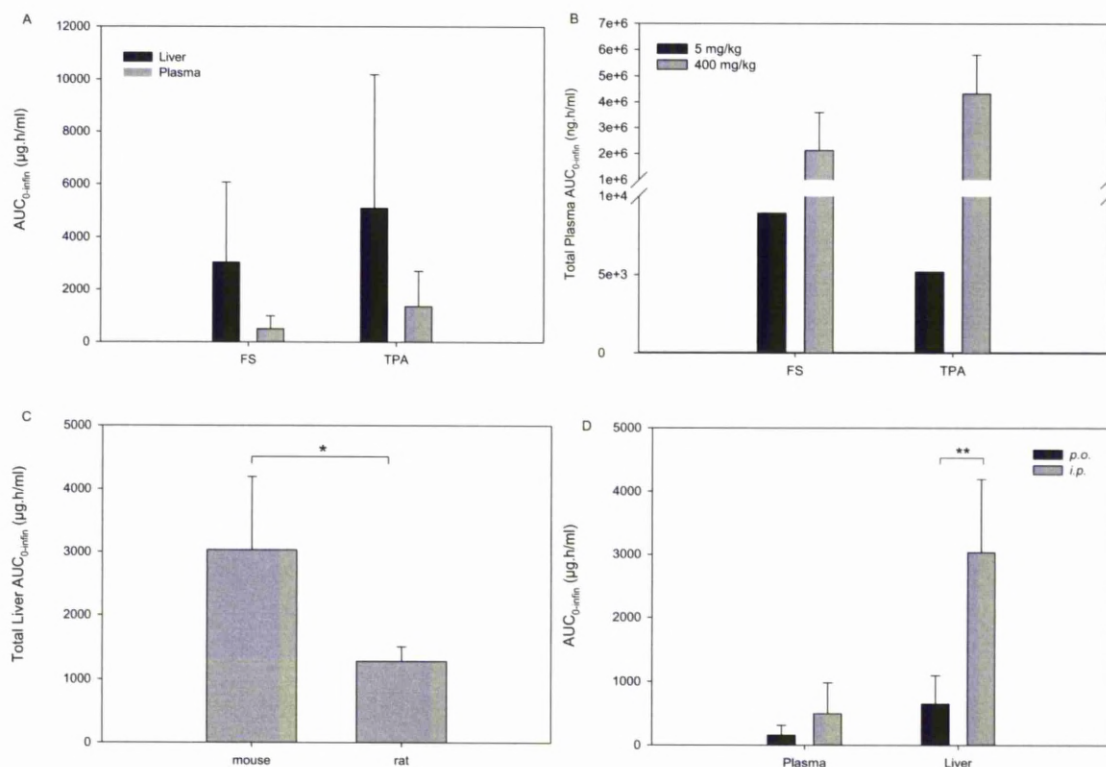 A
12000
10000
8000
6000
4000
2000
0
AUC0-infin (µg.h/ml)
Liver
Plasma
FS
TPA
B
7e+6
6e+6
5e+6
4e+6
3e+6
2e+6
1e+6
1e+4
5e+3
0
Total Plasma AUC0-infin (ng.h/ml)
5 mg/kg
400 mg/kg
FS
TPA
C
5000
4000
3000
2000
1000
0
Total Liver AUC0-infin (µg.h/ml)
*
mouse
rat
D
5000
4000
3000
2000
1000
0
AUC0-infin (µg.h/ml)
p.o.
i.p.
**
Plasma
Liver